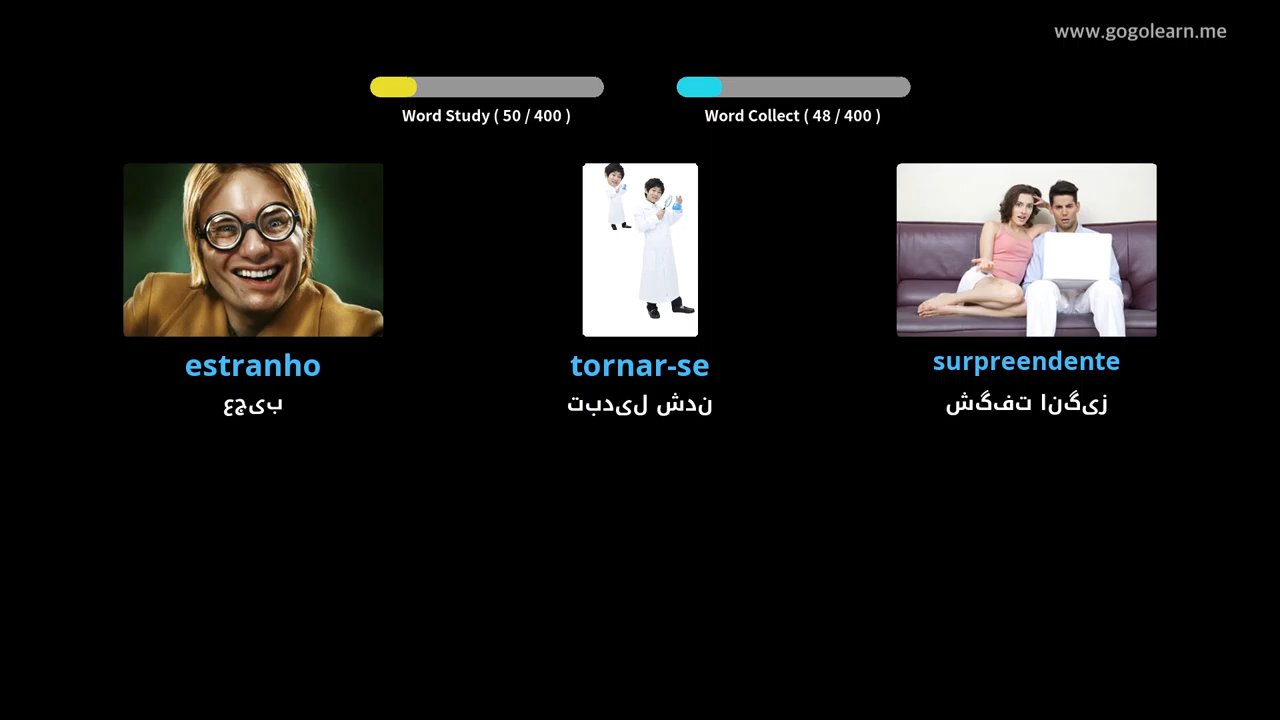 www.gogolearn.me
Word Study ( 50 / 400 )
Word Collect ( 48 / 400 )
estranho
عجیب
tornar-se
تبدیل شدن
surpreendente
شگفت انگیز